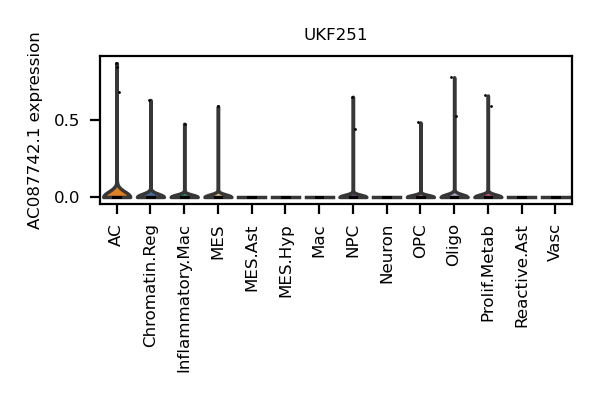 UKF251
AC087742.1 expression
0.5
0.0
AC
Chromatin.Reg
Inflammatory.Mac
MES
MES.Ast
MES.Hyp
Mac
NPC
Neuron
OPC
Oligo
Prolif.Metab
Reactive.Ast
Vasc